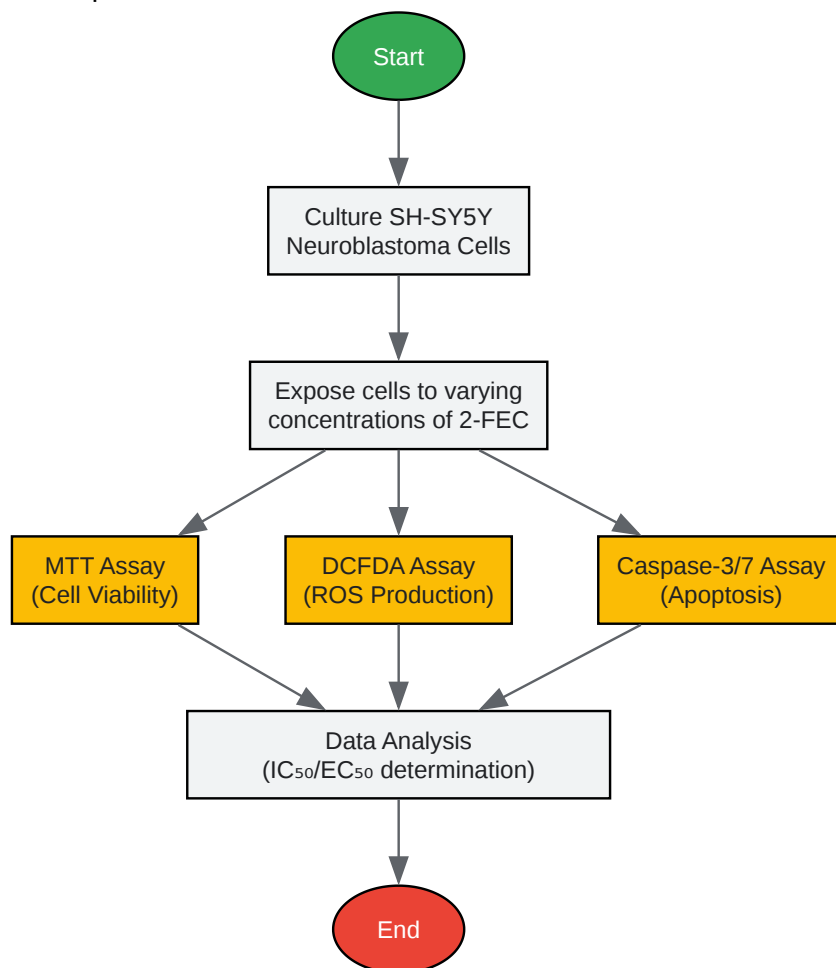 Start
Culture SH-SY5Y
Neuroblastoma Cells
Expose cells to varying
concentrations of 2-FEC
MTT Assay
(Cell Viability)
DCFDA Assay
(ROS Production)
Caspase-3/7 Assay
(Apoptosis)
Data Analysis
(IC₅₀/EC₅₀ determination)
End